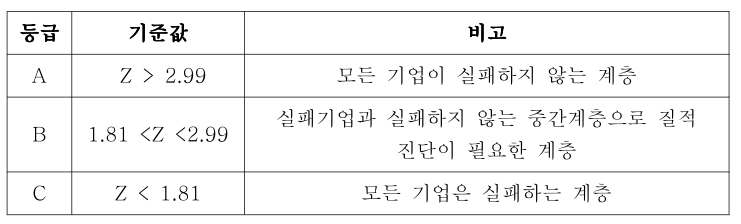 등급 기준값 비고
A Z > 2.99 모든 기업이 실패하지 않는 계층
B 1.81 <Z <2.99 실패기업과 실패하지 않는 중간계층으로 질적
진단이 필요한 계층
C Z < 1.81 모든 기업은 실패하는 계층